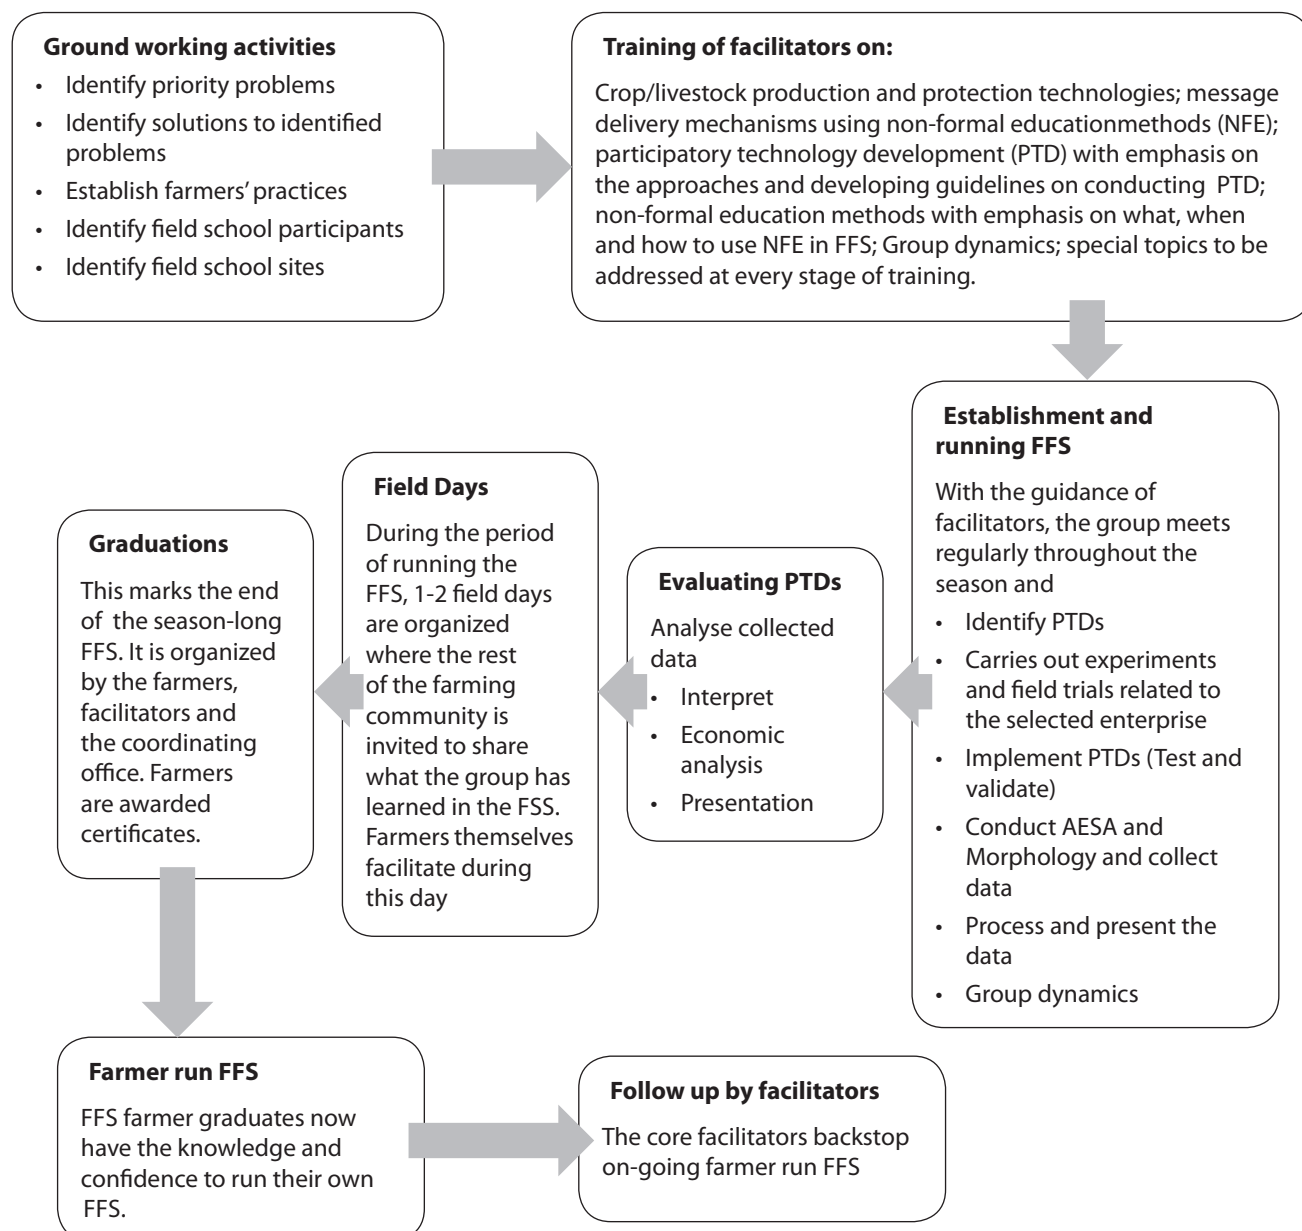 Ground working activities
• Identify priority problems
• Identify solutions to identified
problems
• Establish farmers’ practices
• Identify field school participants
• Identify field school sites
Training of facilitators on:
Crop/livestock production and protection technologies; message
delivery mechanisms using non-formal educationmethods (NFE);
participatory technology development (PTD) with emphasis on
the approaches and developing guidelines on conducting PTD;
non-formal education methods with emphasis on what, when
and how to use NFE in FFS; Group dynamics; special topics to be
addressed at every stage of training.
Establishment and
running FFS
With the guidance of
facilitators, the group meets
regularly throughout the
season and
• Identify PTDs
• Carries out experiments
and field trials related to
the selected enterprise
• Implement PTDs (Test and
validate)
• Conduct AESA and
Morphology and collect
data
• Process and present the
data
• Group dynamics
Evaluating PTDs
Analyse collected
data
• Interpret
• Economic
analysis
• Presentation
Field Days
During the period
of running the
FFS, 1-2 field days
are organized
where the rest
of the farming
community is
invited to share
what the group has
learned in the FSS.
Farmers themselves
facilitate during
this day
Graduations
This marks the end
of the season-long
FFS. It is organized
by the farmers,
facilitators and
the coordinating
office. Farmers
are awarded
certificates.
Farmer run FFS
FFS farmer graduates now
have the knowledge and
confidence to run their own
FFS.
Follow up by facilitators
The core facilitators backstop
on-going farmer run FFS